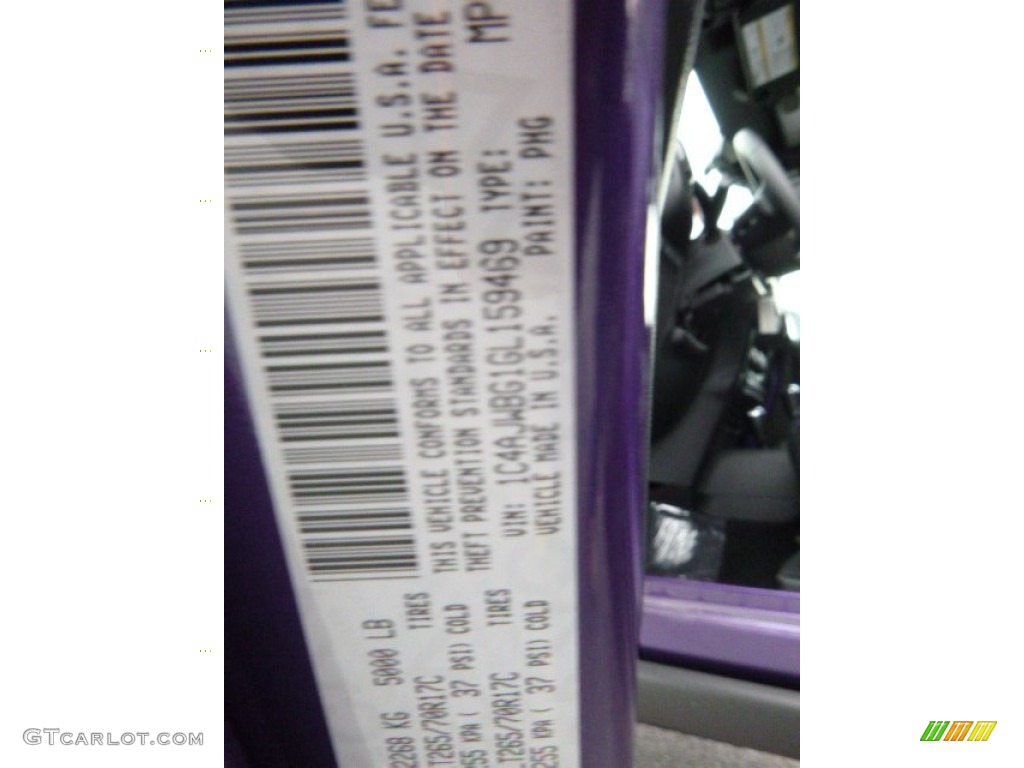 FE
THIS VEHICLE CONFORMS TO ALL APPLICABLE U.S.A.
THEFT PREVENTION STANDARDS IN EFFECT ON THE DATE
MP
VIN: 1C4AJWBG1GL159469 TYPE:
VEHICLE MADE IN U.S.A. PAINT: PHG
2268 KG 5000 LB
TIRES
T265/70R17C
255 KPA ( 37 PSI) COLD
TIRES
LT265/70R17C
255 KPA ( 37 PSI) COLD
GTCARLOT.COM